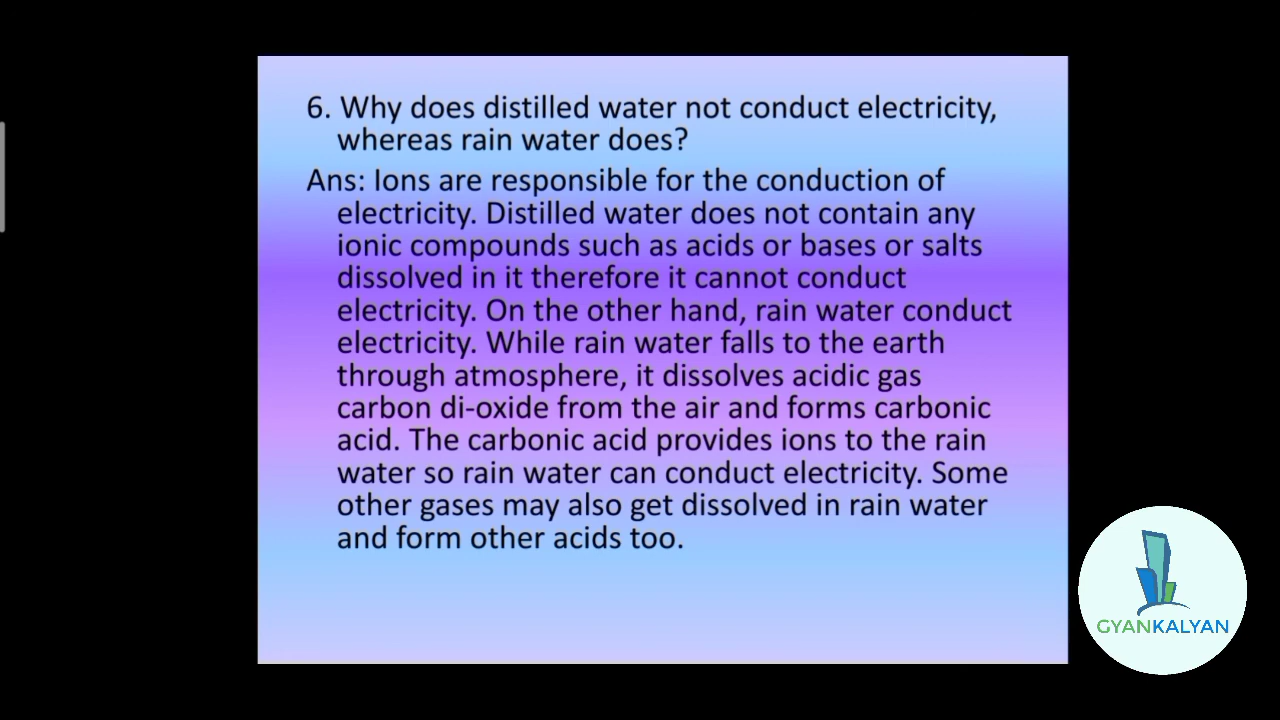 6. Why does distilled water not conduct electricity,
whereas rain water does?
Ans: Ions are responsible for the conduction of
electricity. Distilled water does not contain any
ionic compounds such as acids or bases or salts
dissolved in it therefore it cannot conduct
electricity. On the other hand, rain water conduct
electricity. While rain water falls to the earth
through atmosphere, it dissolves acidic gas
carbon di-oxide from the air and forms carbonic
acid. The carbonic acid provides ions to the rain
water so rain water can conduct electricity. Some
other gases may also get dissolved in rain water
and form other acids too.
GYANKALYAN